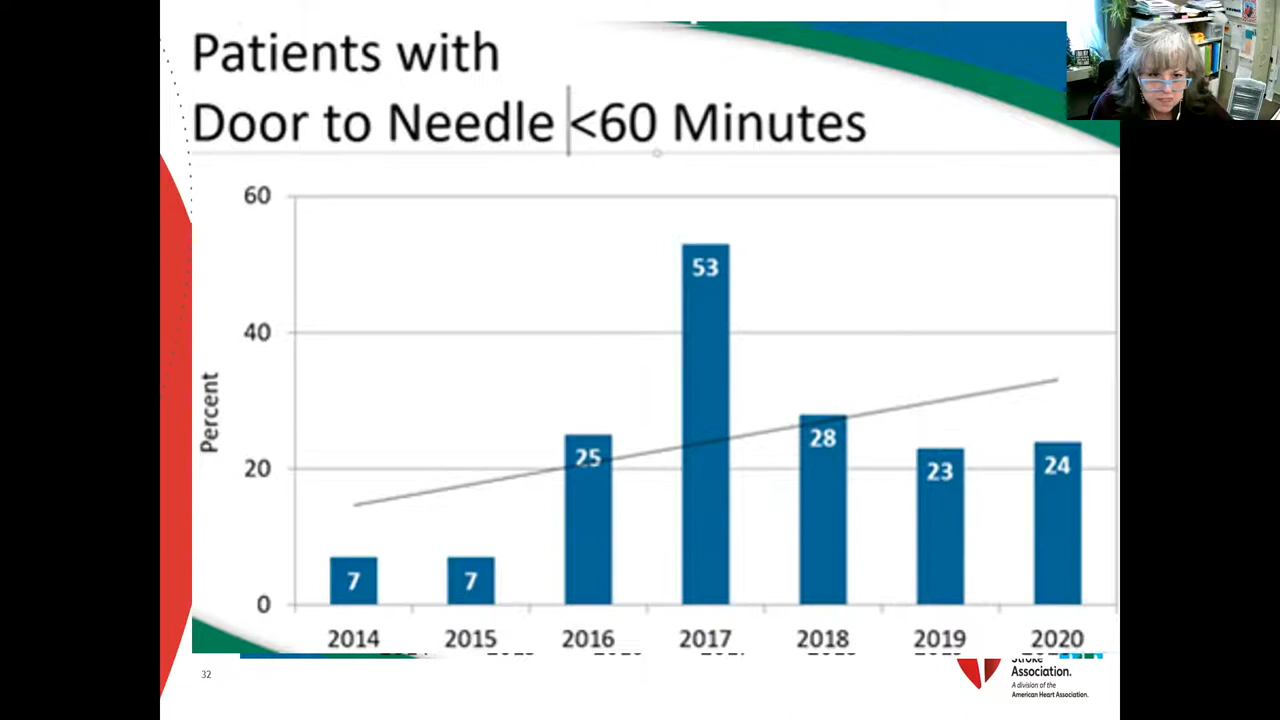 Patients with
Door to Needle <60 Minutes
60
40
20
0
Percent
7
7
25
53
28
23
24
2014
2015
2016
2017
2018
2019
2020
32
Stroke
Association.
A division of the
American Heart Association.